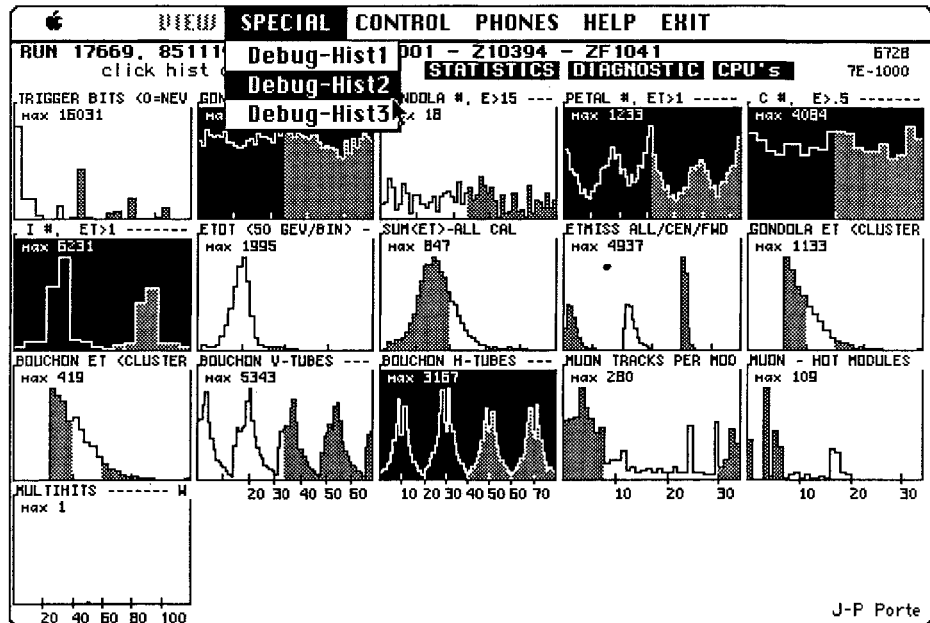 VIEW SPECIAL CONTROL PHONES HELP EXIT
RUN 17669, 85111 001 - Z10394 - ZF1041 6728
click hist STATISTICS DIAGNOSTIC CPU's 7E-1000
Debug-Hist1
Debug-Hist2
Debug-Hist3
TRIGGER BITS <0=NEV GON NDOLA #, E>15 --- PETAL #, ET>1 ----- C #, E>.5 -------
max 16031 max 18 max 1233 max 4084
I #, ET>1 ------ ETOT <50 GEV/BIN> - SUM<ET>-ALL CAL ETMISS ALL/CEN/FWD GONDOLA ET <CLUSTER
max 6231 max 1995 max 847 max 4937 max 1133
BOUCHON ET <CLUSTER BOUCHON V-TUBES --- BOUCHON H-TUBES --- MUON TRACKS PER MOD MUON - HOT MODULES
max 419 max 5343 max 3167 max 280 max 109
20 30 40 50 60 10 20 30 40 50 60 70 10 20 30 10 20 30
MULTIHITS ------- W
max 1
20 40 60 80 100
J-P Porte